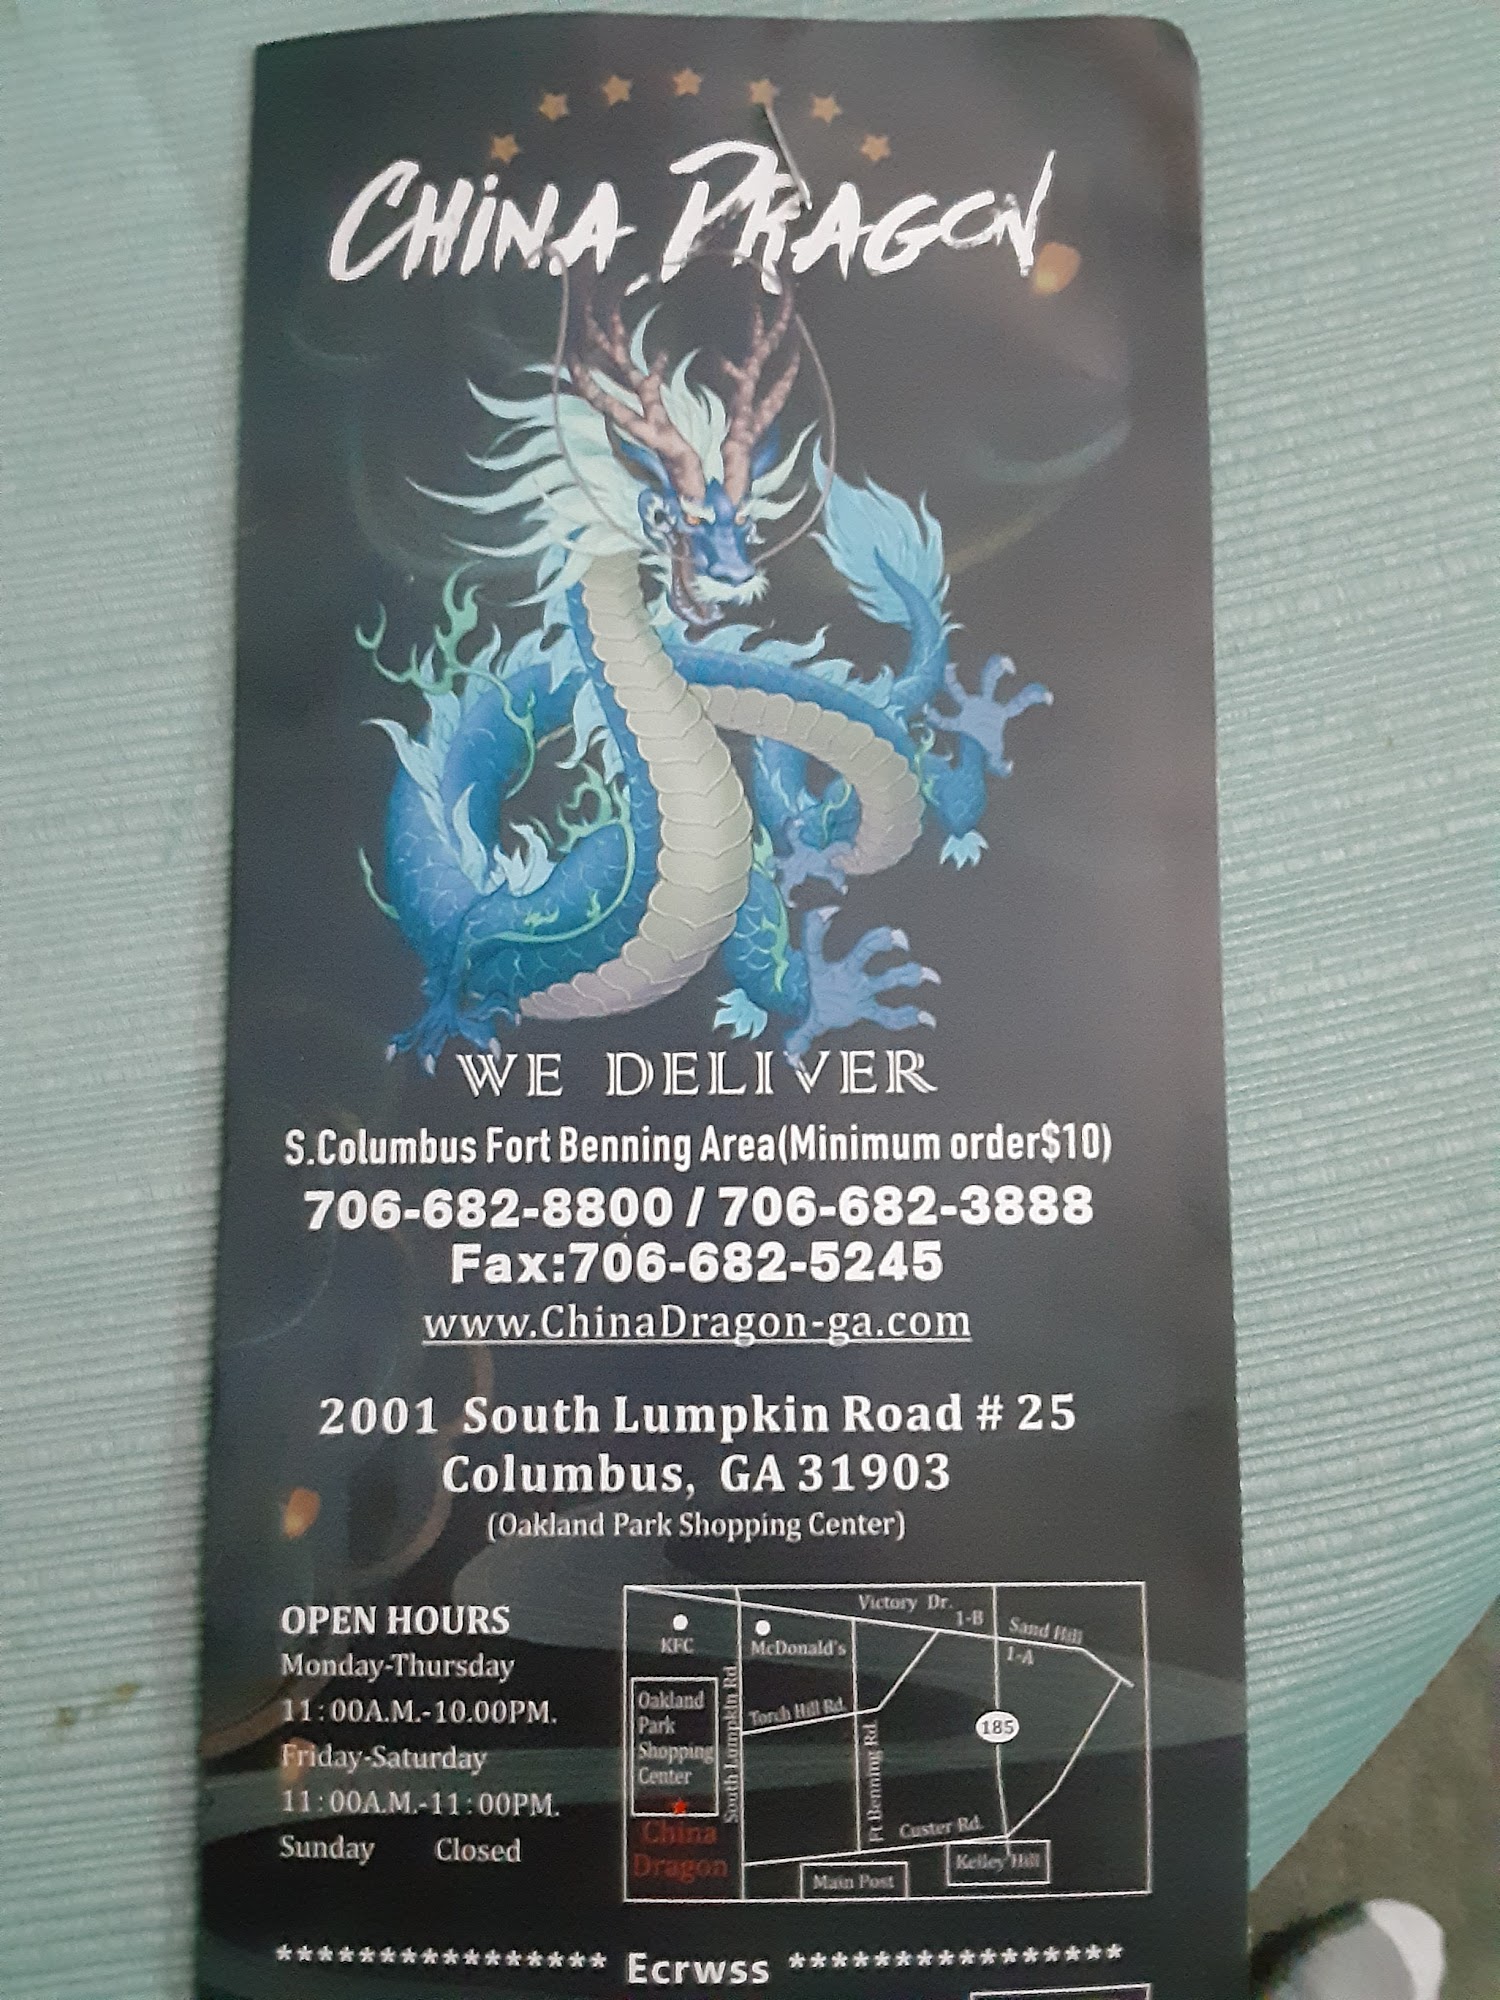 CHINA DRAGON
WE DELIVER
S.Columbus Fort Benning Area(Minimum order$10)
706-682-8800 / 706-682-3888
Fax:706-682-5245
www.ChinaDragon-ga.com
2001 South Lumpkin Road # 25
Columbus, GA 31903
(Oakland Park Shopping Center)
OPEN HOURS
Monday-Thursday
11:00A.M.-10.00PM.
Friday-Saturday
11:00A.M.-11:00PM.
Sunday Closed
Victory Dr.
1-B
Sand Hill
1-A
KFC
McDonald's
Oakland
Park
Shopping
Center
South Lumpkin Rd
Torch Hill Rd.
Ft Benning Rd.
185
China
Dragon
Custer Rd.
Main Post
Kelley Hill
**************** Ecrwss ****************